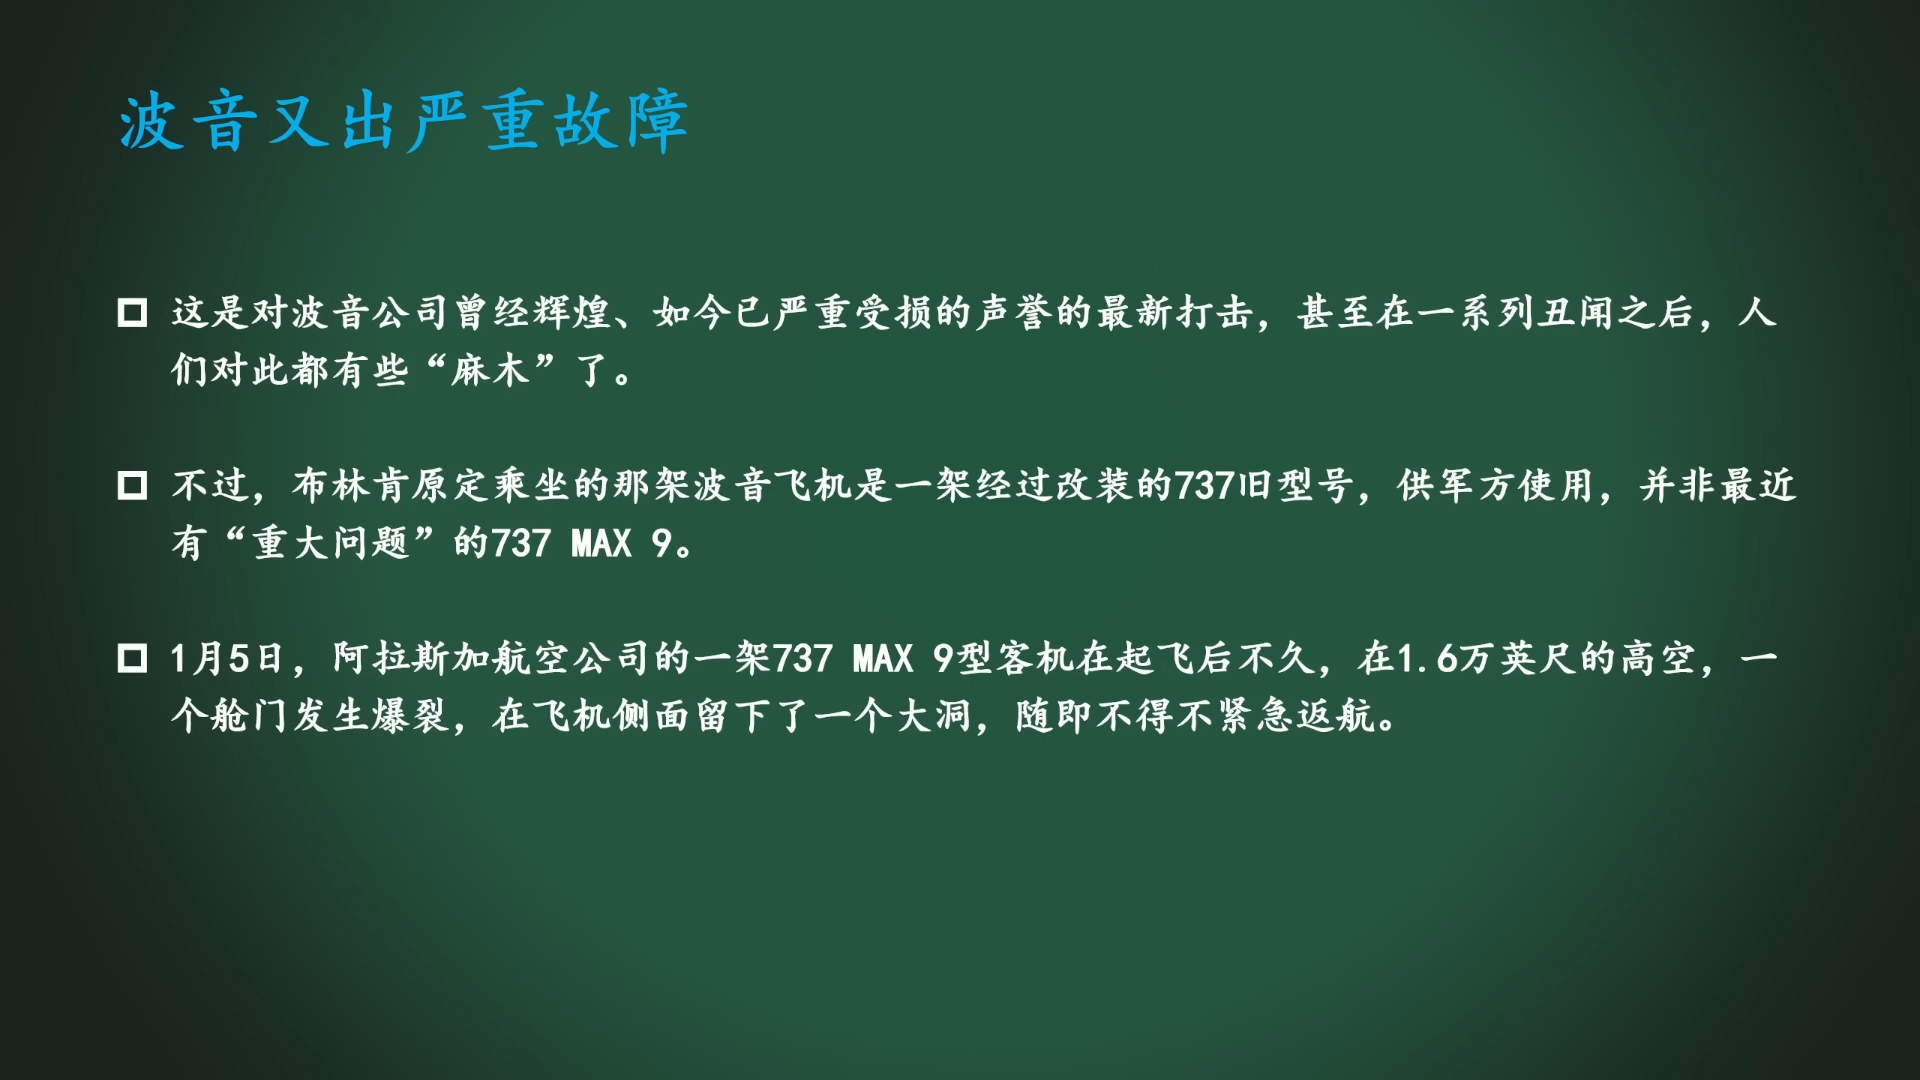 波音又出严重故障
这是对波音公司曾经辉煌、如今已严重受损的声誉的最新打击，甚至在一系列丑闻之后，人
们对此都有些“麻木”了。
不过，布林肯原定乘坐的那架波音飞机是一架经过改装的737旧型号，供军方使用，并非最近
有“重大问题”的737 MAX 9。
1月5日，阿拉斯加航空公司的一架737 MAX 9型客机在起飞后不久，在1.6万英尺的高空，一
个舱门发生爆裂，在飞机侧面留下了一个大洞，随即不得不紧急返航。